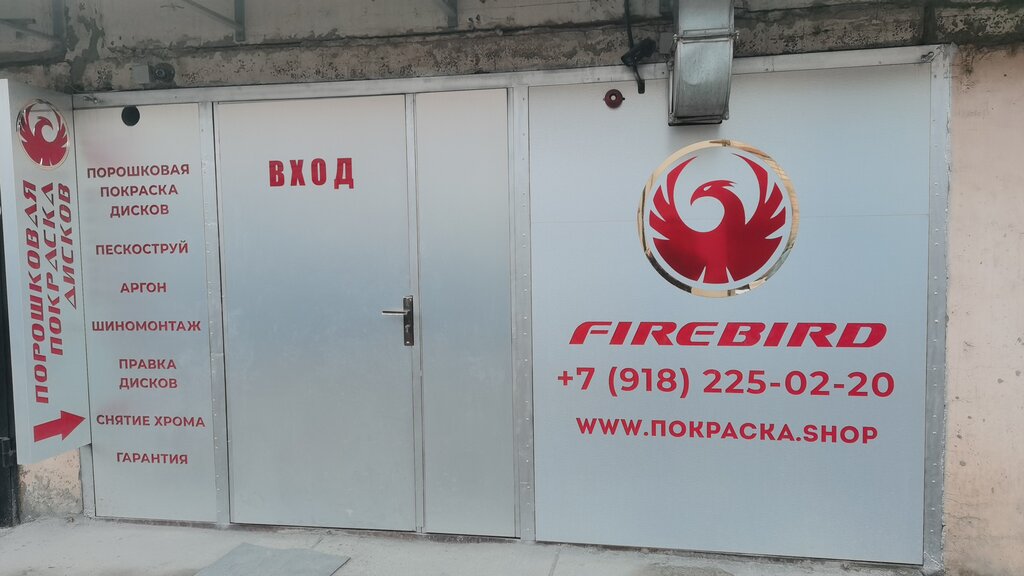 ПОРОШКОВАЯ
ПОКРАСКА
ДИСКОВ
ПОРОШКОВАЯ
ПОКРАСКА
ДИСКОВ
ПЕСКОСТРУЙ
АРГОН
ШИНОМОНТАЖ
ПРАВКА
ДИСКОВ
СНЯТИЕ ХРОМА
ГАРАНТИЯ
ВХОД
FIREBIRD
+7 (918) 225-02-20
WWW.ПОКРАСКА.SHOP